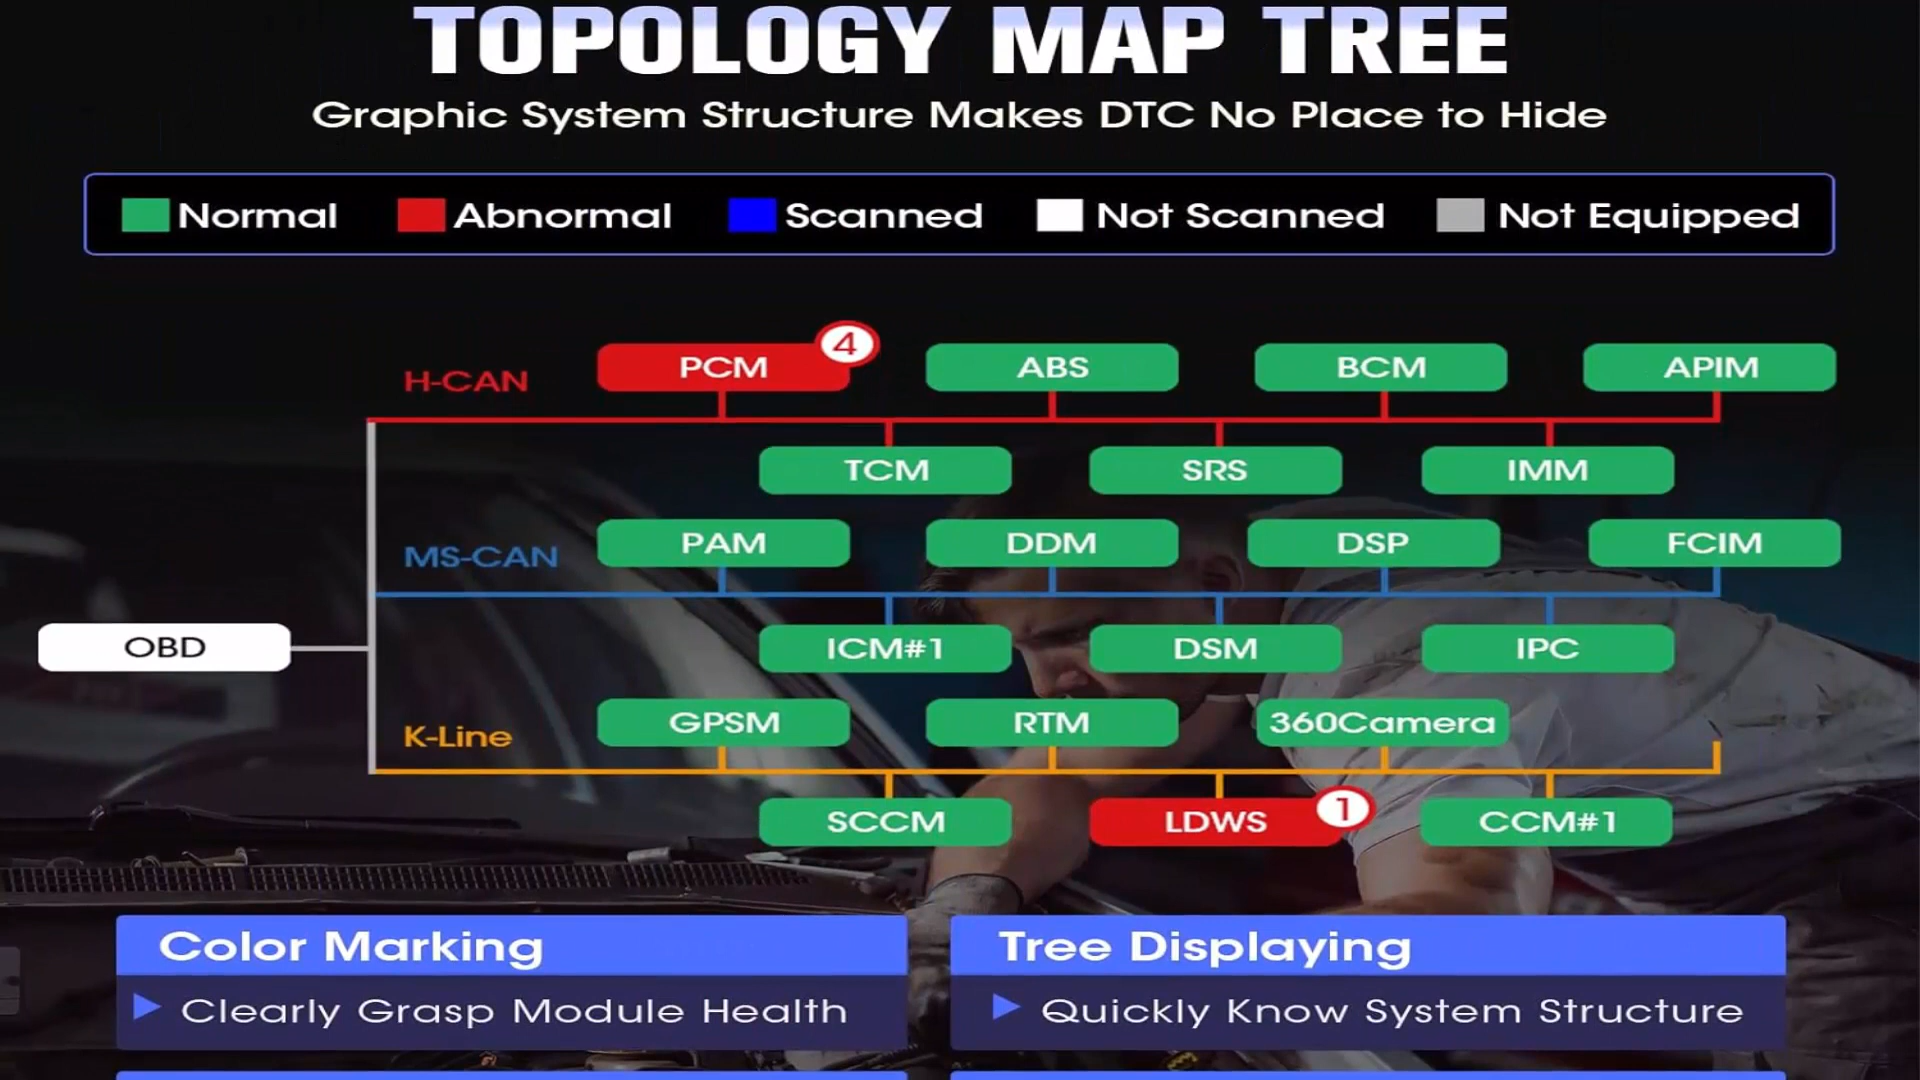 TOPOLOGY MAP TREE
Graphic System Structure Makes DTC No Place to Hide
Normal Abnormal Scanned Not Scanned Not Equipped
H-CAN PCM 4 ABS BCM APIM
TCM SRS IMM
MS-CAN PAM DDM DSP FCIM
OBD ICM#1 DSM IPC
K-Line GPSM RTM 360Camera
SCCM LDWS 1 CCM#1
Color Marking Tree Displaying
Clearly Grasp Module Health Quickly Know System Structure